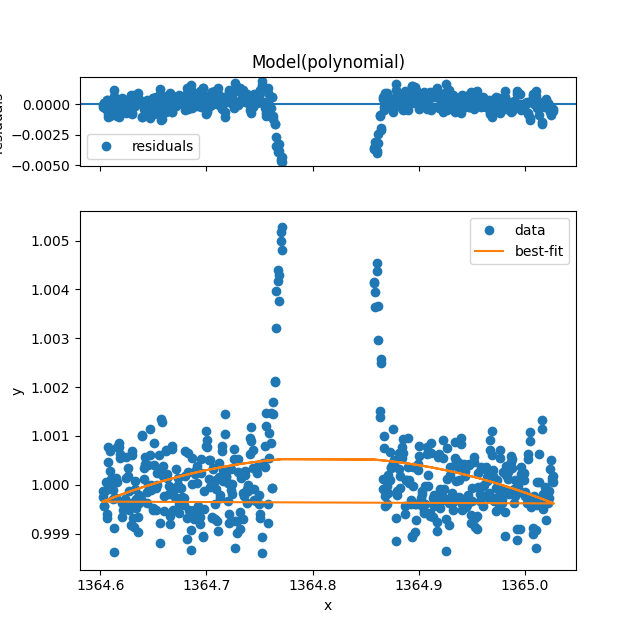 Model(polynomial)
0.0000
−0.0025
−0.0050
residuals
residuals
1.005
1.004
1.003
1.002
1.001
1.000
0.999
y
data
best-fit
1364.6
1364.7
1364.8
1364.9
1365.0
x